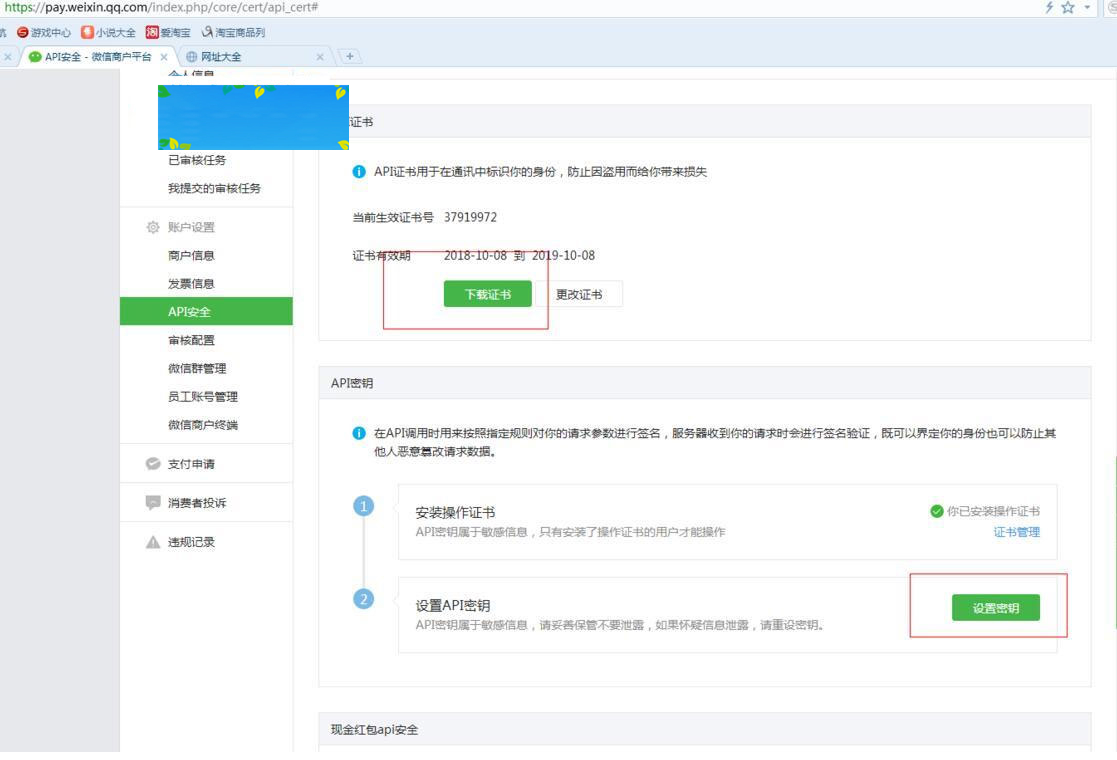 https://pay.weixin.qq.com/index.php/core/cert/api_cert#
游戏中心 小说大全 爱淘宝 淘宝商品列
API安全 - 微信商户平台 网址大全
个人信息
已审核任务
我提交的审核任务
账户设置
商户信息
发票信息
API安全
审核配置
微信群管理
员工账号管理
微信商户终端
支付申请
消费者投诉
违规记录
证书
API证书用于在通讯中标识你的身份，防止因盗用而给你带来损失
当前生效证书号 37919972
证书有效期 2018-10-08 到 2019-10-08
下载证书 更改证书
API密钥
在API调用时用来按照指定规则对你的请求参数进行签名，服务器收到你的请求时会进行签名验证，既可以界定你的身份也可以防止其
他人恶意篡改请求数据。
1
安装操作证书
API密钥属于敏感信息，只有安装了操作证书的用户才能操作
你已安装操作证书
证书管理
2
设置API密钥
API密钥属于敏感信息，请妥善保管不要泄露，如果怀疑信息泄露，请重设密钥。
设置密钥
现金红包api安全